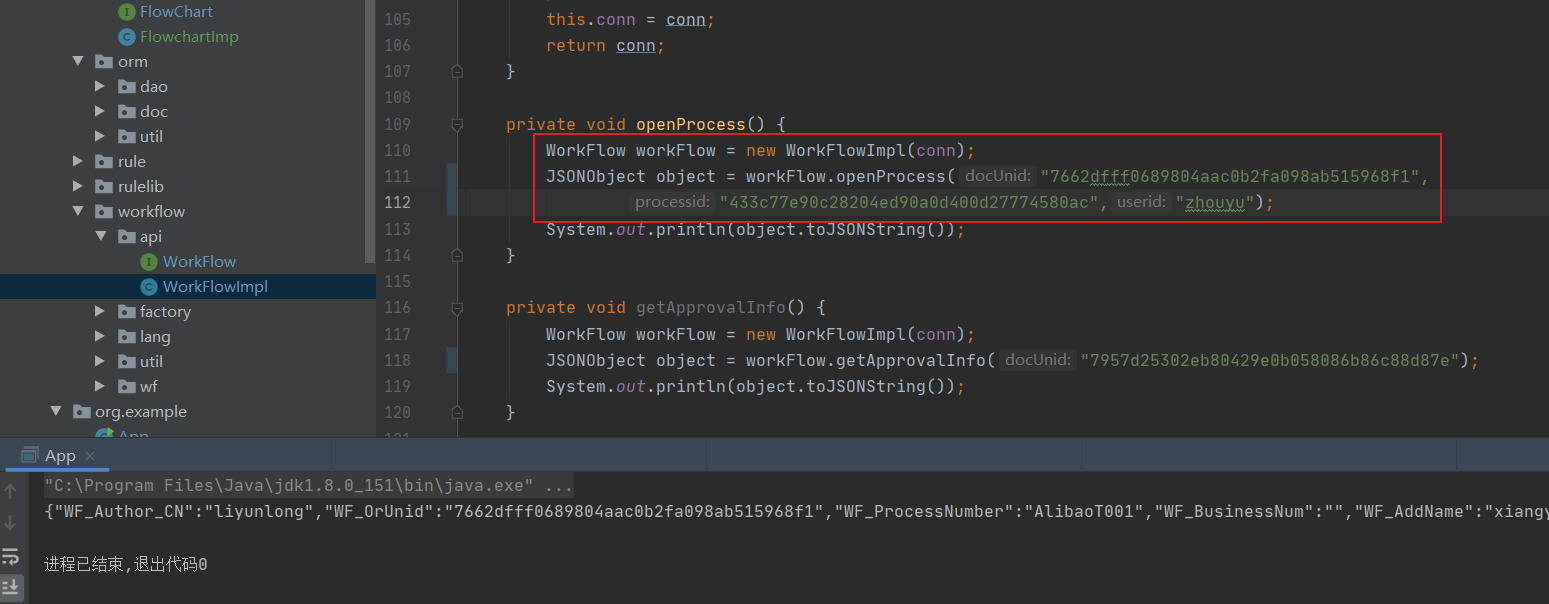 FlowChart
FlowchartImp
orm
dao
doc
util
rule
rulelib
workflow
api
WorkFlow
WorkFlowImpl
factory
lang
util
wf
org.example
App
105 this.conn = conn;
106 return conn;
107 }
108
109 private void openProcess() {
110 WorkFlow workFlow = new WorkFlowImpl(conn);
111 JSONObject object = workFlow.openProcess( docUnid: "7662dfff0689804aac0b2fa098ab515968f1",
112 processid: "433c77e90c28204ed90a0d400d27774580ac", userid: "zhouyu");
113 System.out.println(object.toJSONString());
114 }
115
116 private void getApprovalInfo() {
117 WorkFlow workFlow = new WorkFlowImpl(conn);
118 JSONObject object = workFlow.getApprovalInfo( docUnid: "7957d25302eb80429e0b058086b86c88d87e");
119 System.out.println(object.toJSONString());
120 }
121
App ×
"C:\Program Files\Java\jdk1.8.0_151\bin\java.exe" ...
{"WF_Author_CN":"liyunlong","WF_OrUnid":"7662dfff0689804aac0b2fa098ab515968f1","WF_ProcessNumber":"AlibaoT001","WF_BusinessNum":"","WF_AddName":"xiangy
进程已结束,退出代码0